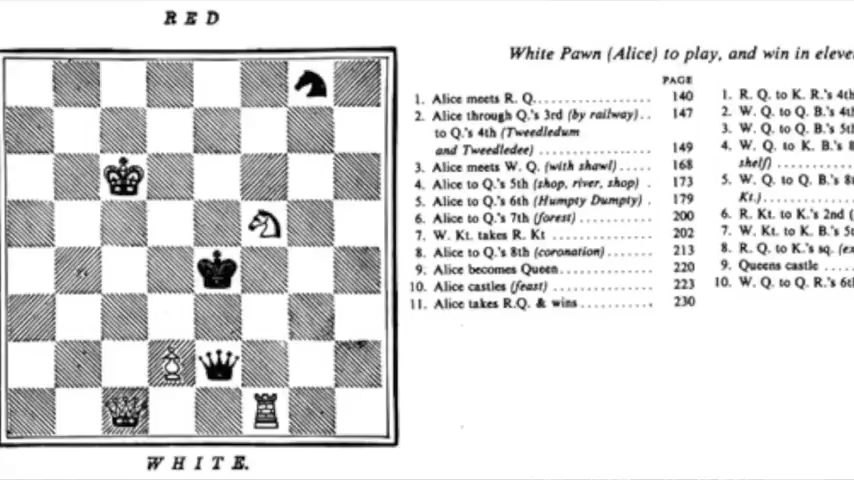 RED
White Pawn (Alice) to play, and win in eleve
PAGE
1. Alice meets R. Q. 140
2. Alice through Q.'s 3rd (by railway) 147
to Q.'s 4th (Tweedledum
and Tweedledee) 149
3. Alice meets W. Q. (with shawl) 168
4. Alice to Q.'s 5th (shop, river, shop) 173
5. Alice to Q.'s 6th (Humpty Dumpty) 179
6. Alice to Q.'s 7th (forest) 200
7. W. Kt. takes R. Kt 202
8. Alice to Q.'s 8th (coronation) 213
9. Alice becomes Queen 220
10. Alice castles (feast) 223
11. Alice takes R.Q. & wins 230
1. R. Q. to K. R.'s 4th
2. W. Q. to Q. B.'s 4th
3. W. Q. to Q. B.'s 5th
4. W. Q. to K. B.'s 8
shelf)
5. W. Q. to Q. B.'s 8t
Kt.)
6. R. Kt. to K.'s 2nd (
7. W. Kt. to K. B.'s 5t
8. R. Q. to K.'s sq. (ex
9. Queens castle
10. W. Q. to Q. R.'s 6t
WHITE.